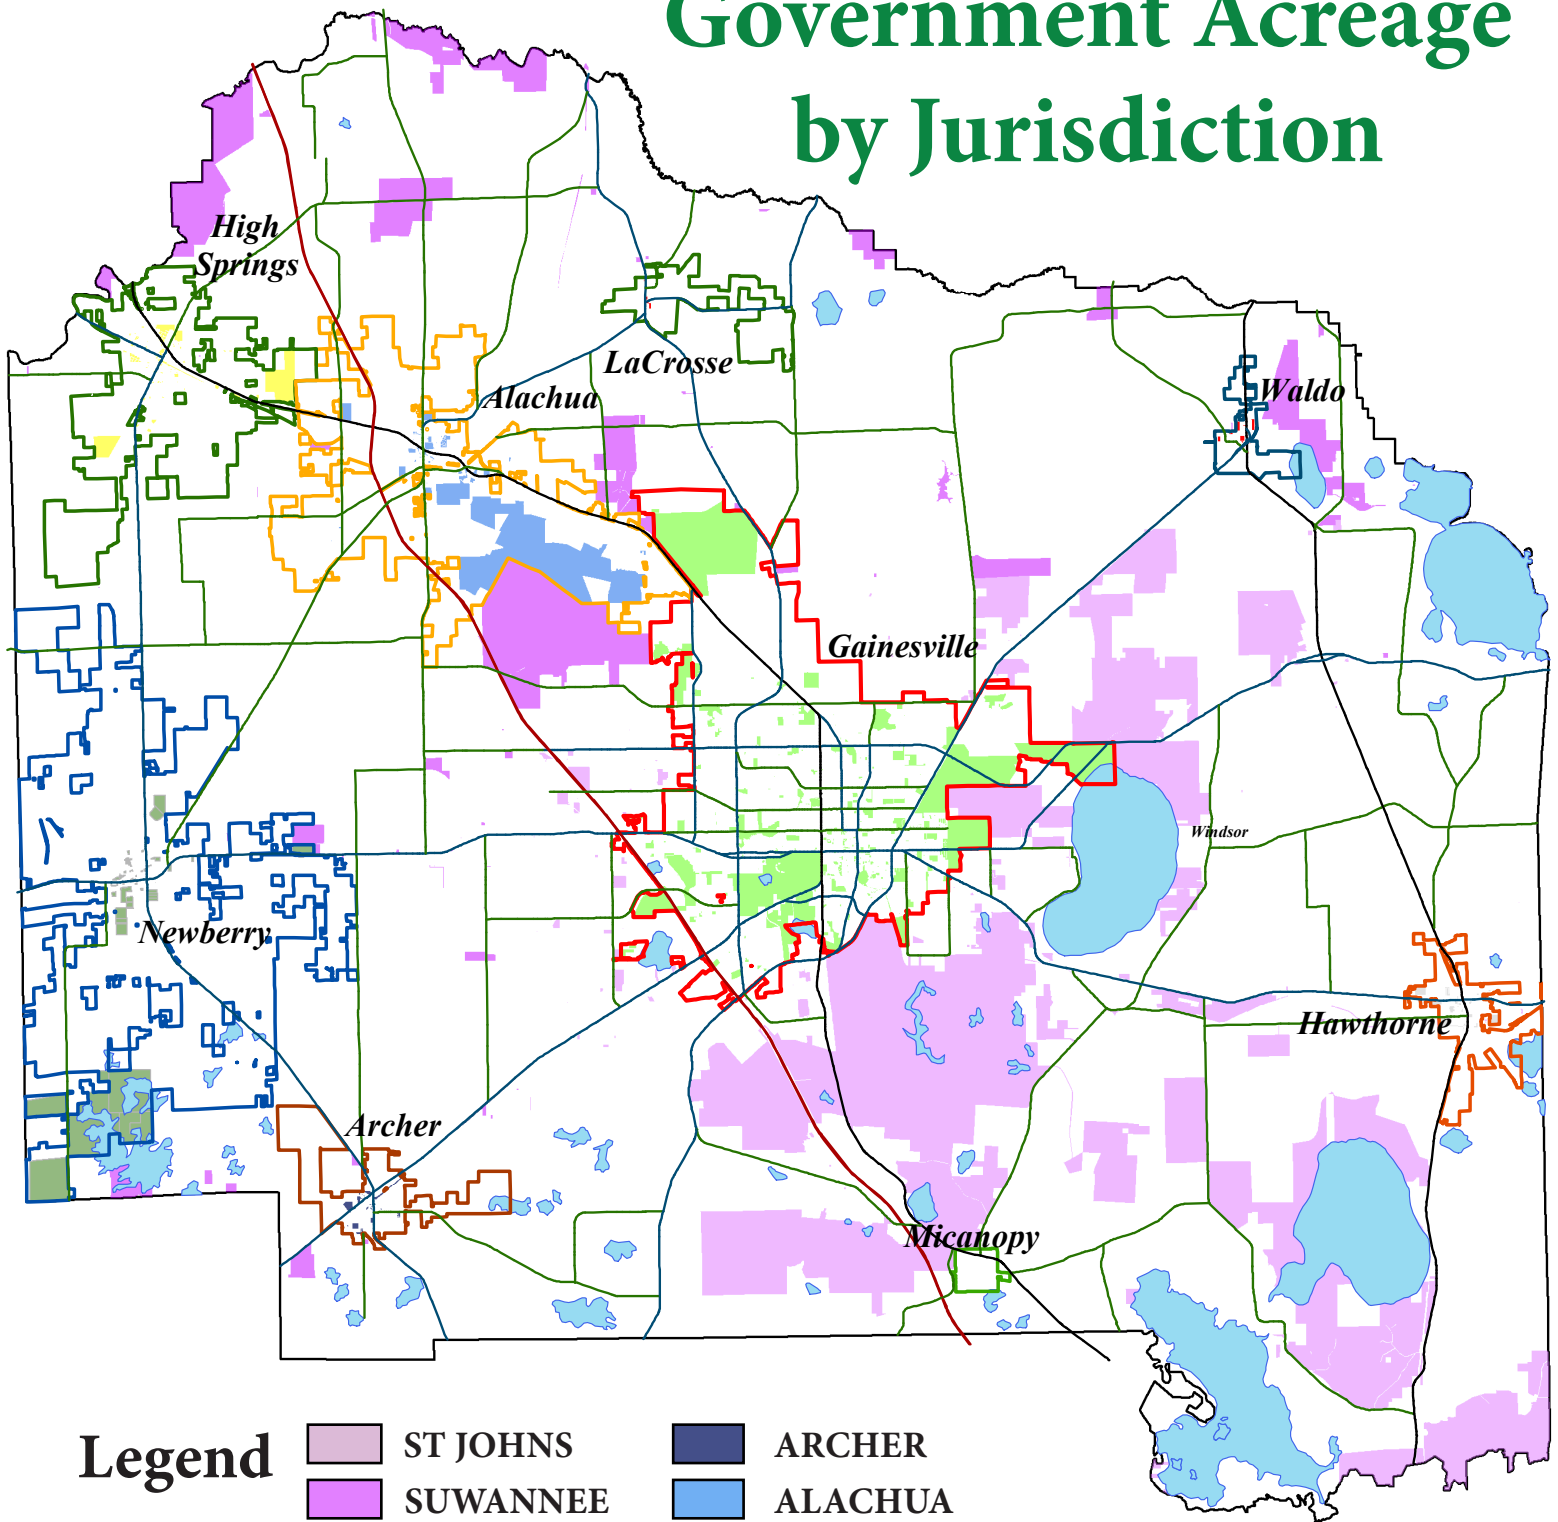 Government Acreage
by Jurisdiction
High
Springs
LaCrosse
Alachua
Waldo
Gainesville
Windsor
Newberry
Hawthorne
Archer
Micanopy
Legend
ST JOHNS
ARCHER
SUWANNEE
ALACHUA